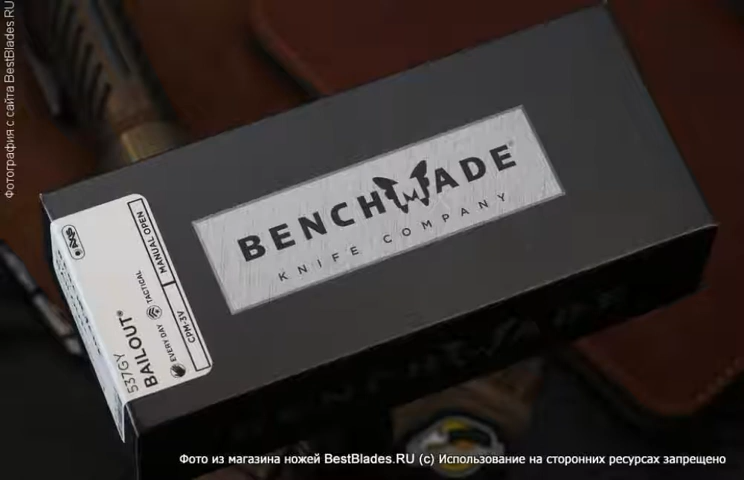 Фотография с сайта BestBlades.RU
BENCHMADE®
KNIFE COMPANY
537GY
BAILOUT®
EVERY DAY TACTICAL
CPM-3V MANUAL OPEN
Фото из магазина ножей BestBlades.RU (c) Использование на сторонних ресурсах запрещено